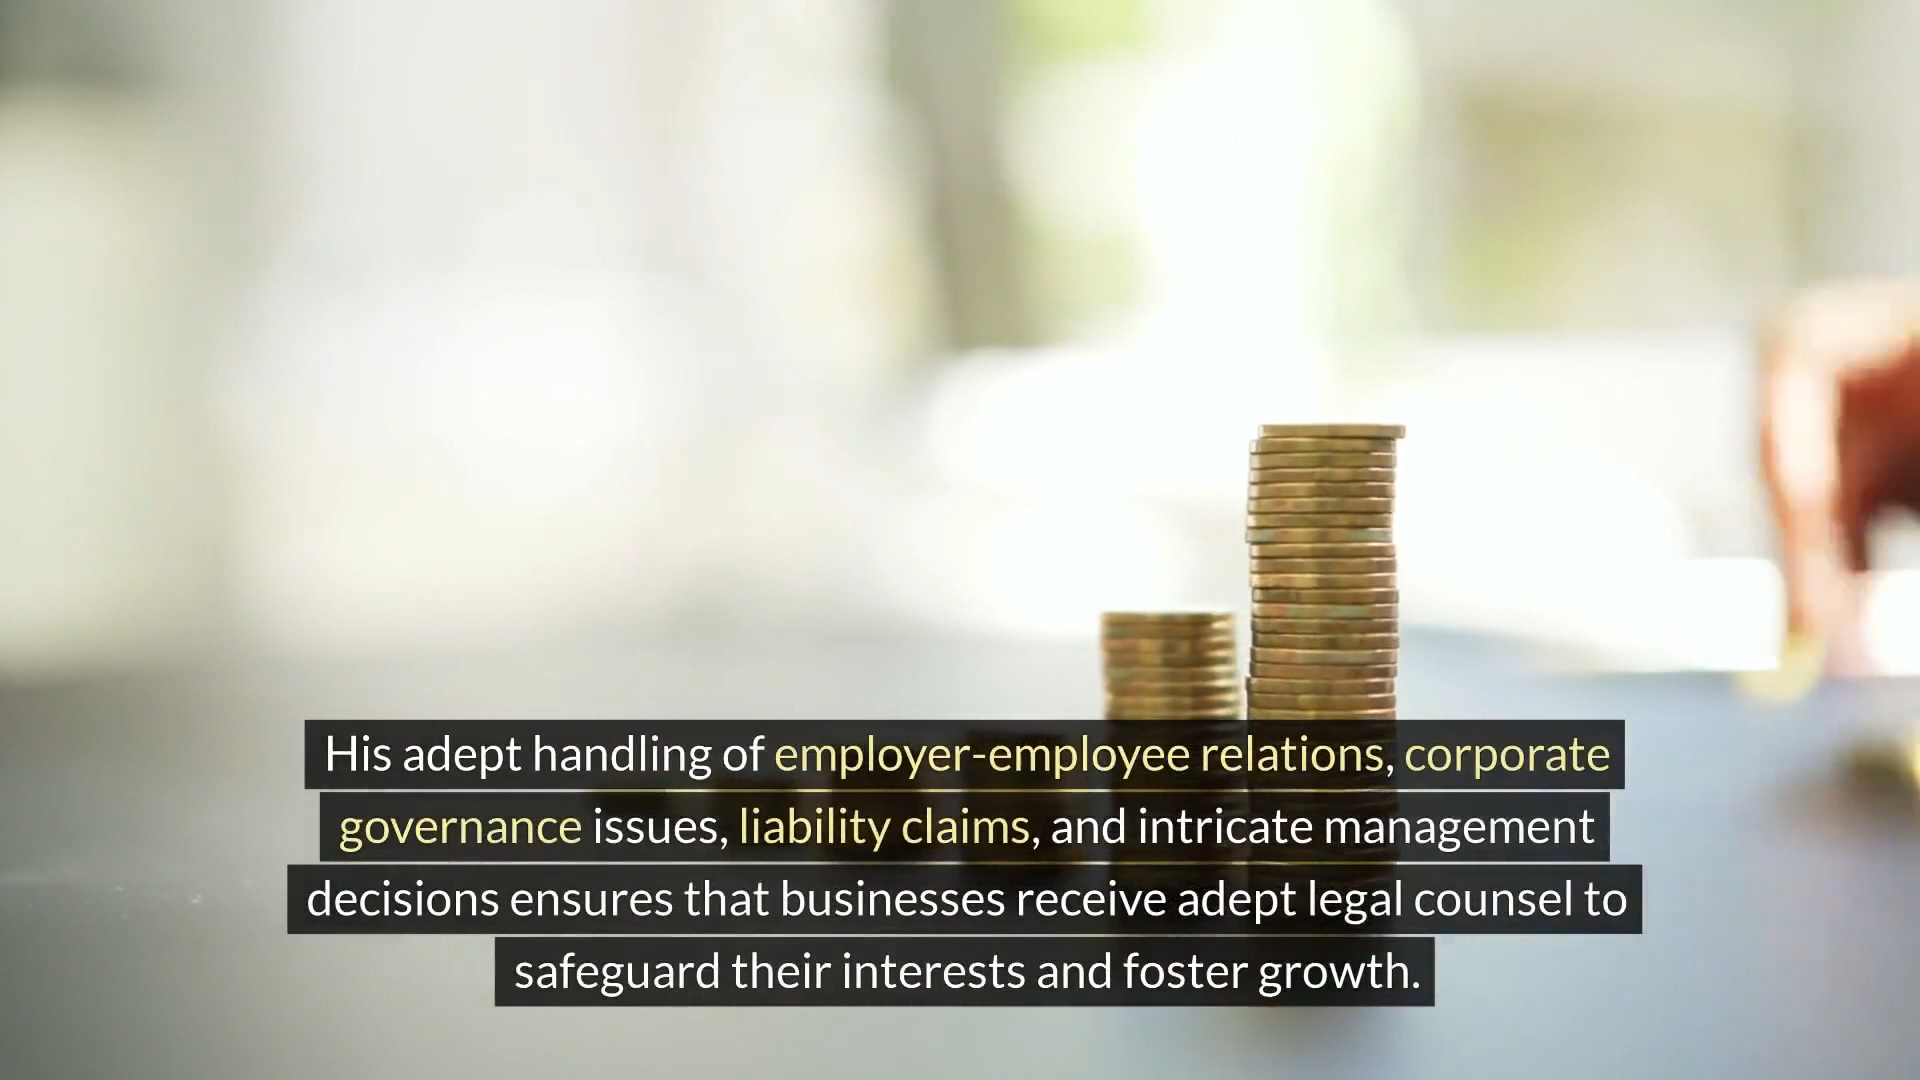 His adept handling of employer-employee relations, corporate
governance issues, liability claims, and intricate management
decisions ensures that businesses receive adept legal counsel to
safeguard their interests and foster growth.